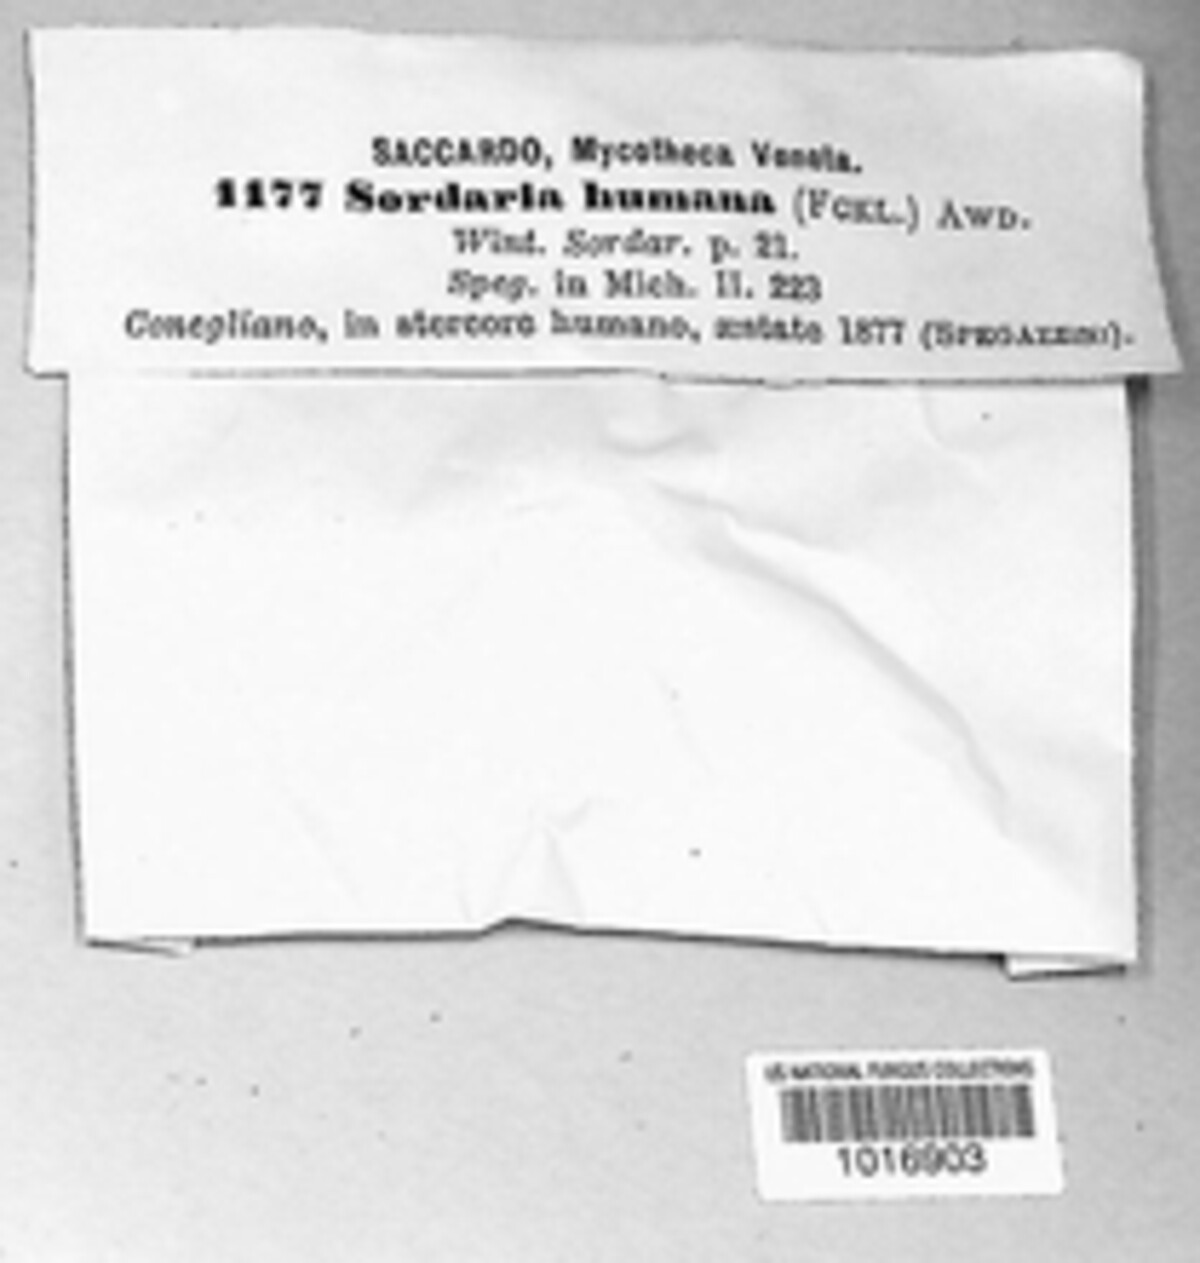 SACCARDO, Mycotheca Veneta.
1177 Sordaria humana (FCKL.) AWD.
Wint. Sordar. p. 21.
Speg. in Mich. II. 223
Conegliano, in stercore humano, æstate 1877 (SPEGAZZINI).
US NATIONAL FUNGUS COLLECTIONS
1016903